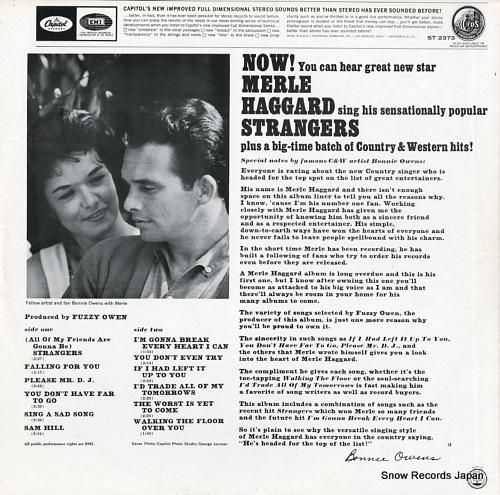 CAPITOL'S NEW IMPROVED FULL DIMENSIONAL STEREO SOUNDS BETTER THAN STEREO HAS EVER SOUNDED BEFORE!
Capitol
EMI
ST 2373
NOW! You can hear great new star
MERLE
HAGGARD sing his sensationally popular
STRANGERS
plus a big-time batch of Country & Western hits!
Special notes by famous C&W artist Bonnie Owens:
Everyone is raving about the new Country singer who is
headed for the top spot on the list of great entertainers.
His name is Merle Haggard and there isn't enough
space on this album liner to tell you all the reasons why.
I know, 'cause I'm his number one fan. Working
closely with Merle Haggard has given me the
opportunity of knowing him both as a sincere friend
and as a respected entertainer. His simple,
down-to-earth ways have won the hearts of everyone and
he never fails to leave people spellbound with his charm.
In the short time Merle has been recording, he has
built a following of fans who try to order his records
even before they are released.
A Merle Haggard album is long overdue and this is his
first one, but I know after owning this one you'll
become as attached to his big voice as I am and that
there'll always be room in your home for his
many albums to come.
The variety of songs selected by Fuzzy Owen, the
producer of this album, is just one more reason why
you'll be proud to own it.
The sincerity in such songs as If I Had Left It Up To You,
You Don't Have Far To Go, Please Mr. D. J., and
the others that Merle wrote himself gives you a look
into the heart of Merle Haggard.
The compliment he gives each song, whether it's the
toe-tapping Walking The Floor or the soul-searching
I'd Trade All Of My Tomorrows is fast making him
a favorite of song writers as well as record buyers.
This album includes a combination of songs such as the
recent hit Strangers which won Merle so many friends
and the future hit I'm Gonna Break Every Heart I Can.
So it's plain to see why the versatile singing style
of Merle Haggard has everyone in the country saying,
"He's headed for the top of the list!"
Bonnie Owens
Fellow artist and fan Bonnie Owens with Merle
Produced by FUZZY OWEN
side one
(All Of My Friends Are
Gonna Be)
STRANGERS
FALLING FOR YOU
PLEASE MR. D. J.
YOU DON'T HAVE FAR
TO GO
SING A SAD SONG
SAM HILL
All public performance rights are BMI.
side two
I'M GONNA BREAK
EVERY HEART I CAN
YOU DON'T EVEN TRY
IF I HAD LEFT IT
UP TO YOU
I'D TRADE ALL OF MY
TOMORROWS
THE WORST IS YET
TO COME
WALKING THE FLOOR
OVER YOU
Cover Photo/Capitol Photo Studio/George Jerman
Snow Records Japan